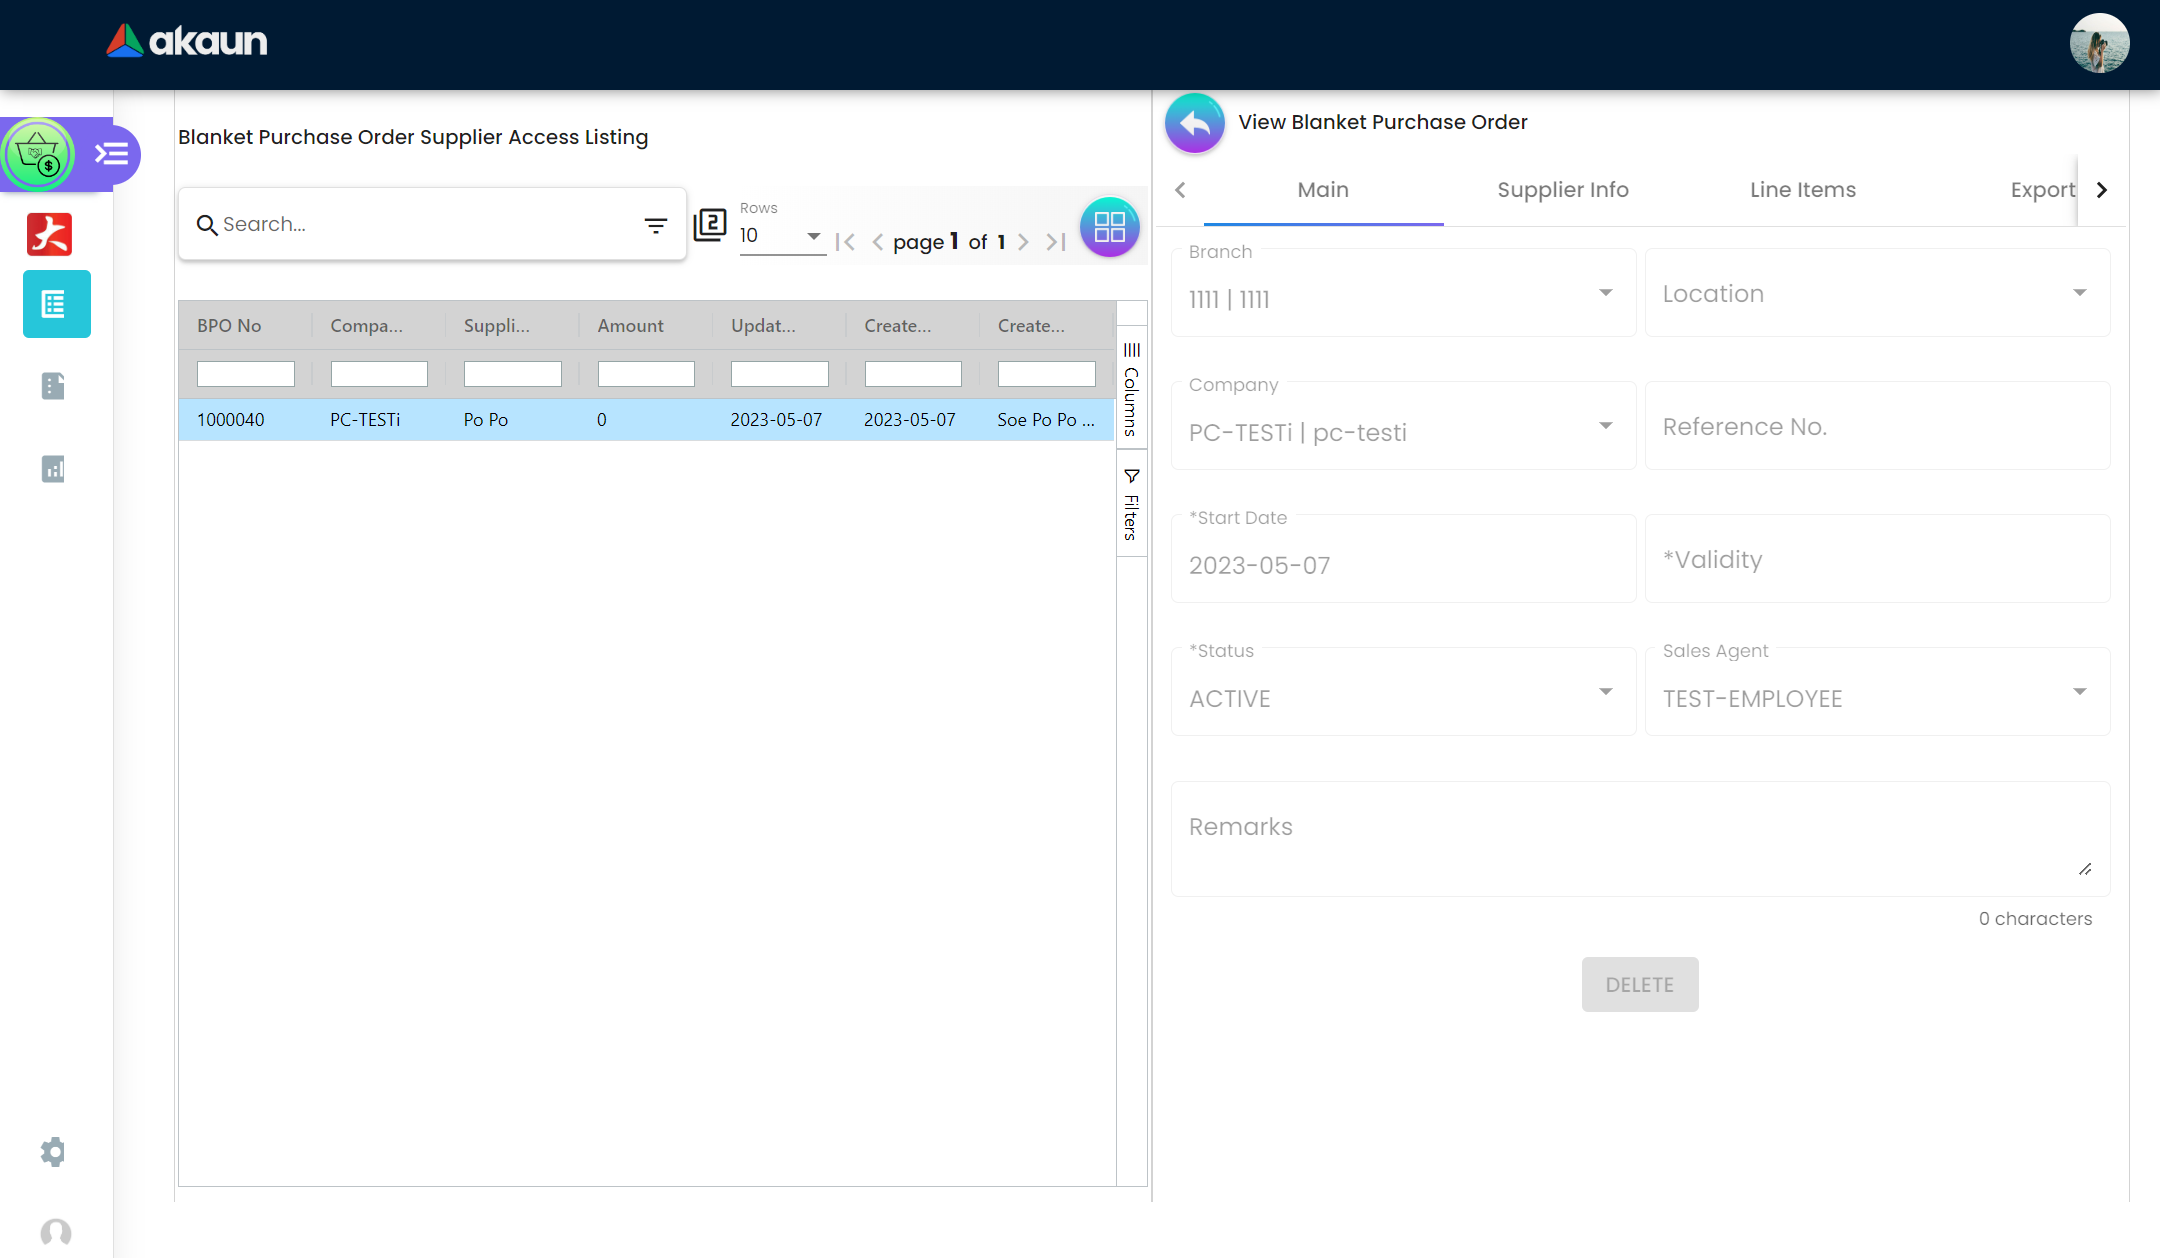 akaun
Blanket Purchase Order Supplier Access Listing
Search...
2
Rows
10
page 1 of 1
BPO No Compa... Suppli... Amount Updat... Create... Create...
1000040 PC-TESTi Po Po 0 2023-05-07 2023-05-07 Soe Po Po ...
Columns
Filters
View Blanket Purchase Order
Main Supplier Info Line Items Export
Branch
1111 | 1111
Location
Company
PC-TESTi | pc-testi
Reference No.
*Start Date
2023-05-07
*Validity
*Status
ACTIVE
Sales Agent
TEST-EMPLOYEE
Remarks
0 characters
DELETE